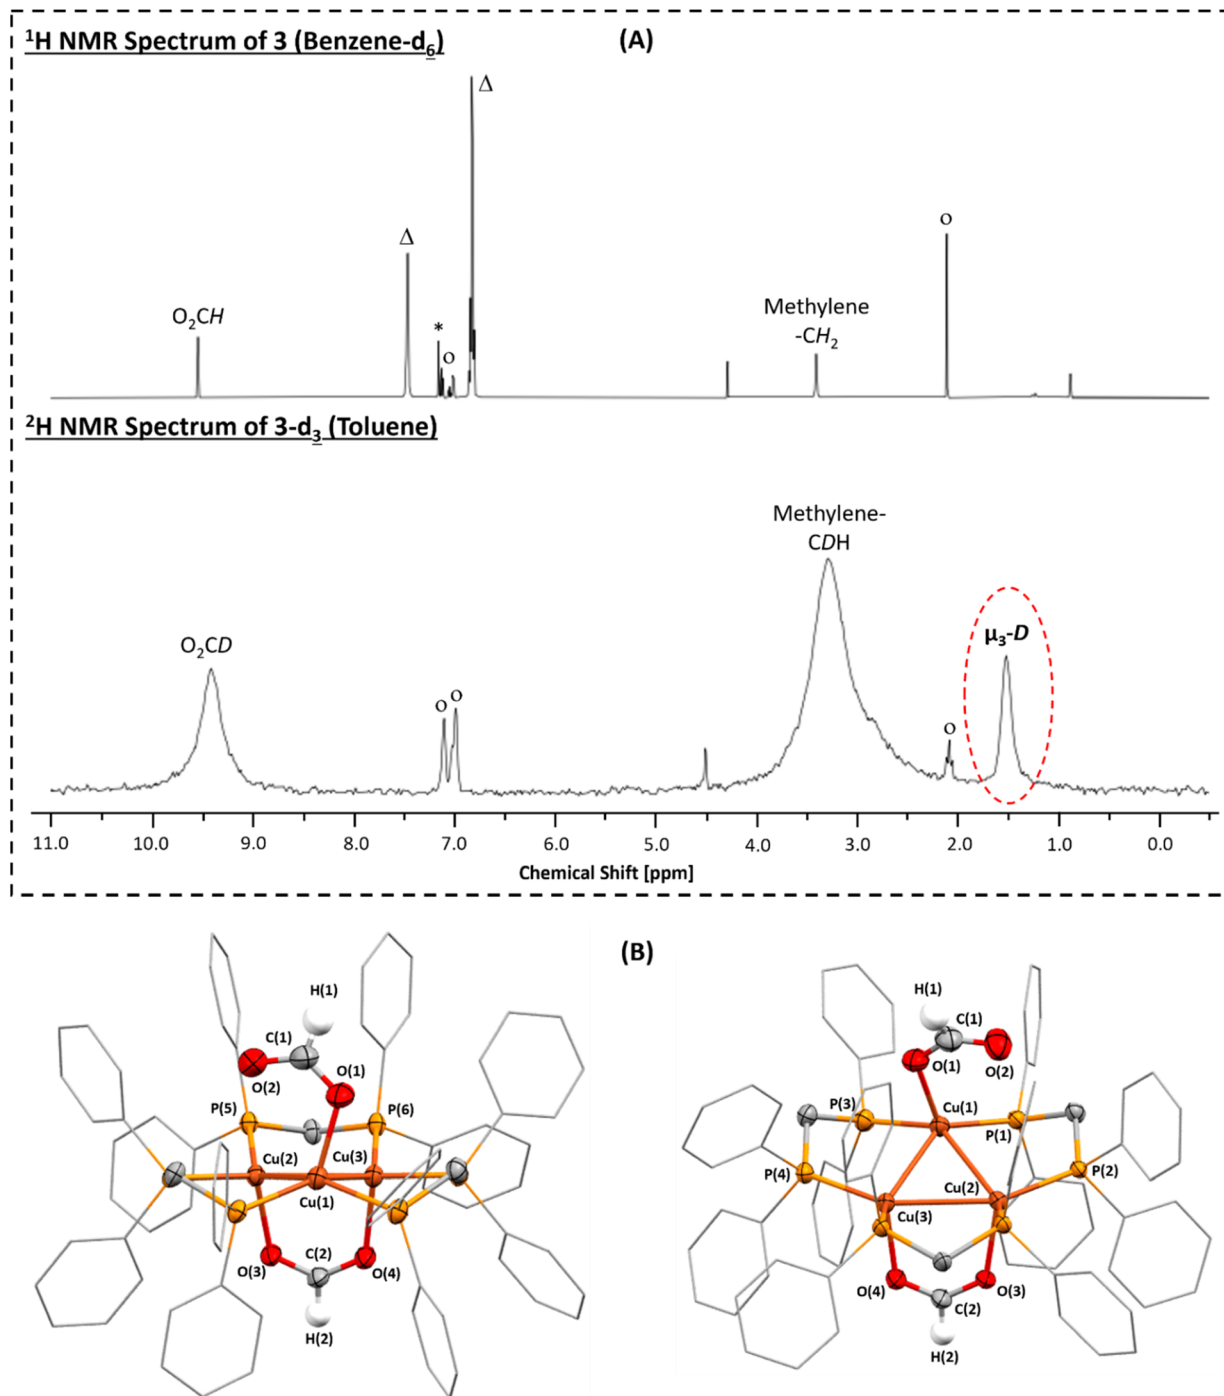 ¹H NMR Spectrum of 3 (Benzene-d₆)
(A)
Δ
Δ
O
O₂CH
*
O
Methylene
-CH₂
²H NMR Spectrum of 3-d₃ (Toluene)
Methylene-
CDH
O₂CD
μ₃-D
O
O
O
11.0 10.0 9.0 8.0 7.0 6.0 5.0 4.0 3.0 2.0 1.0 0.0
Chemical Shift [ppm]
(B)
H(1)
C(1)
O(1)
O(2)
P(5)
P(6)
Cu(2)
Cu(3)
Cu(1)
O(3)
C(2)
O(4)
H(2)
H(1)
C(1)
O(1)
O(2)
P(3)
Cu(1)
P(1)
P(4)
Cu(2)
P(2)
Cu(3)
O(4)
C(2)
O(3)
H(2)